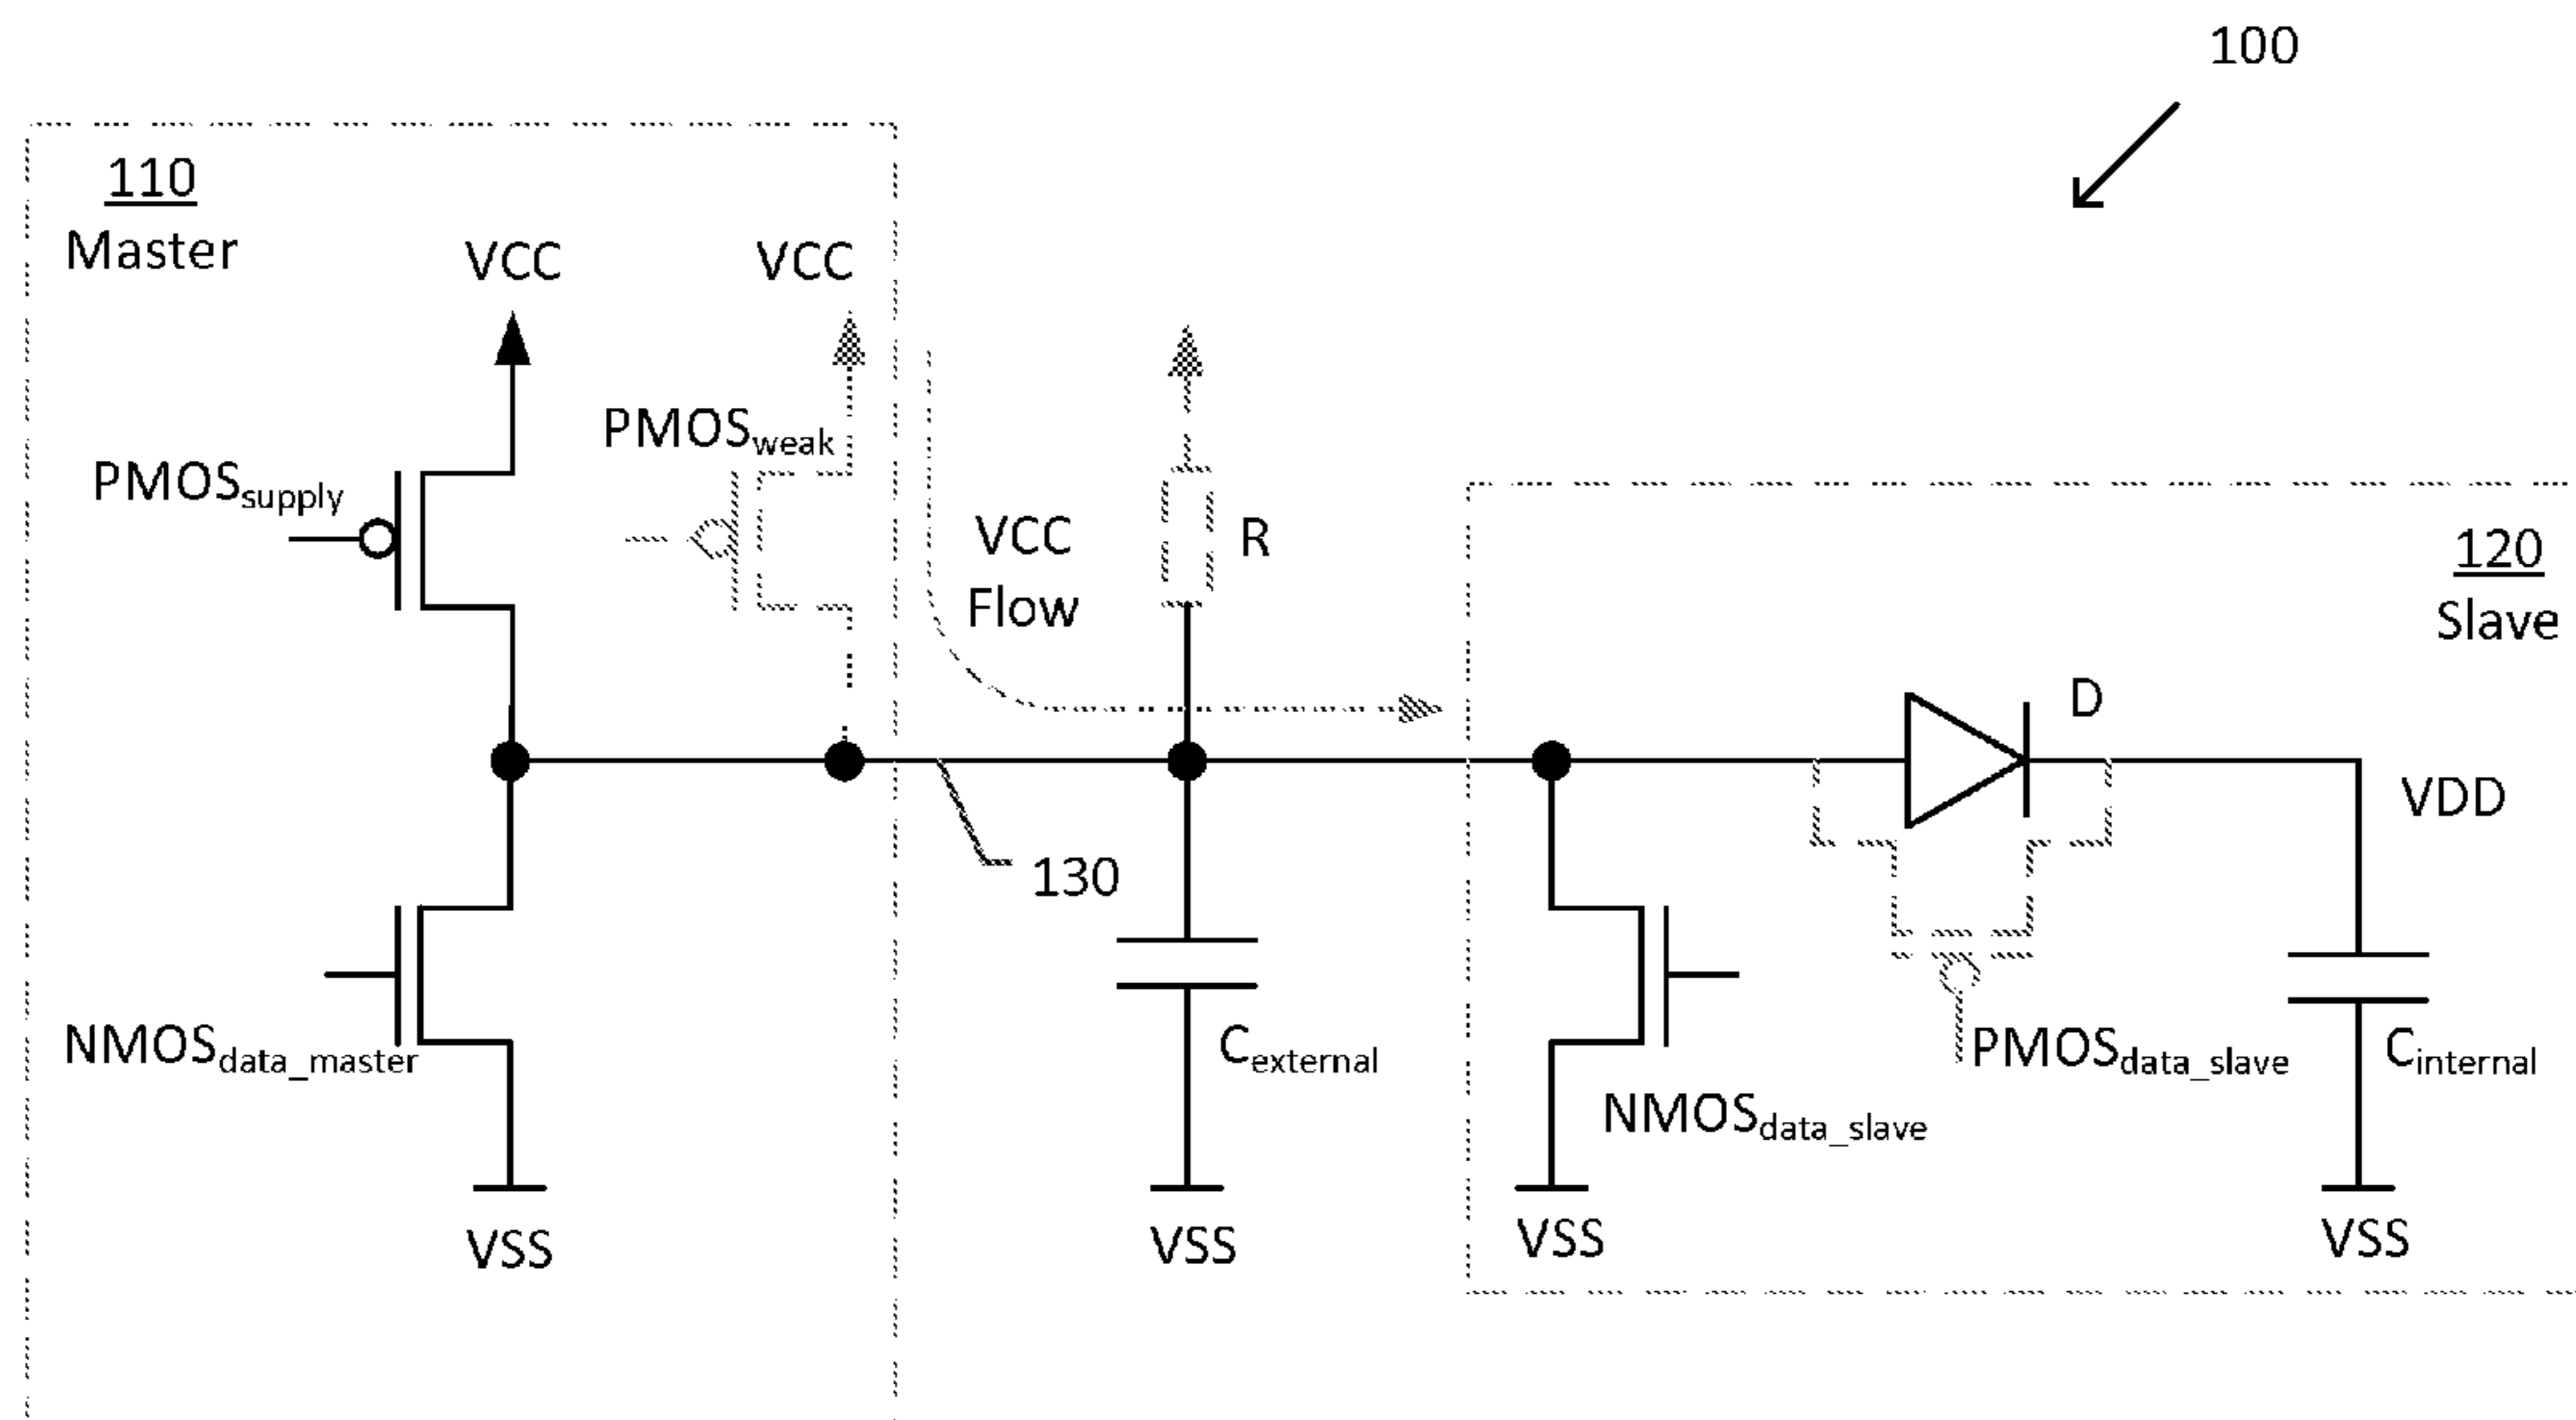 100
110
Master
VCC
VCC
PMOSweak
PMOSsupply
VCC
Flow
R
120
Slave
D
VDD
130
NMOSdata_master
Cexternal
PMOSdata_slave
Cinternal
NMOSdata_slave
VSS
VSS
VSS
VSS